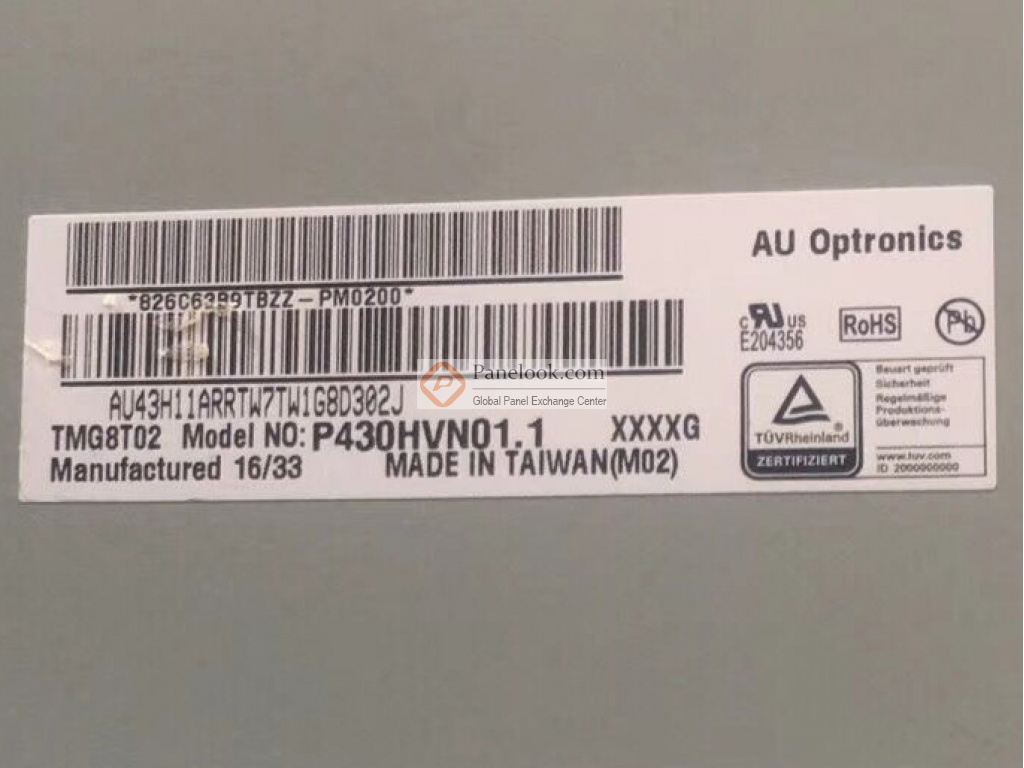 AU Optronics
*826C63B9TBZZ-PM0200*
c UR US
E204356
RoHS
Pb
Panelook.com
Global Panel Exchange Center
AU43H11ARRTW7TW1G8D302J
TMG8T02 Model NO: P430HVN01.1 XXXXG
Manufactured 16/33 MADE IN TAIWAN(M02)
TÜVRheinland
ZERTIFIZIERT
Bauart geprüft
Sicherheit
Regelmäßige
Produktions-
überwachung
www.tuv.com
ID 2000000000